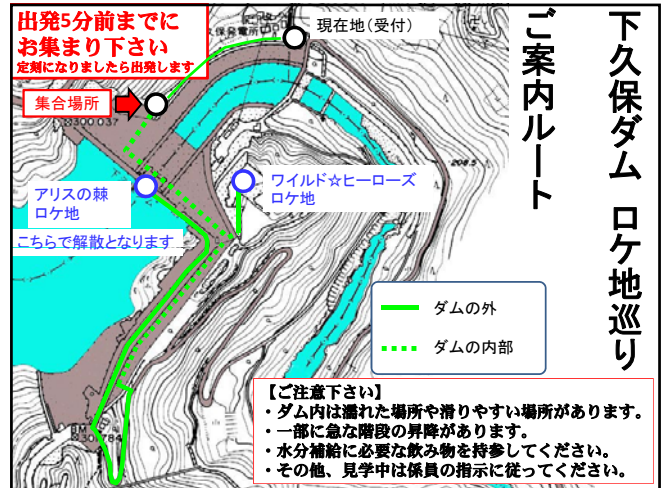 下久保ダム ロケ地巡り
ご案内ルート
出発5分前までに
お集まり下さい
定刻になりましたら出発します
久保発電所
現在地(受付)
集合場所
300.037
208.5
アリスの棘
ロケ地
こちらで解散となります
ワイルド☆ヒーローズ
ロケ地
ダムの外
ダムの内部
【ご注意下さい】
・ダム内は濡れた場所や滑りやすい場所があります。
・一部に急な階段の昇降があります。
・水分補給に必要な飲み物を持参してください。
・その他、見学中は係員の指示に従ってください。